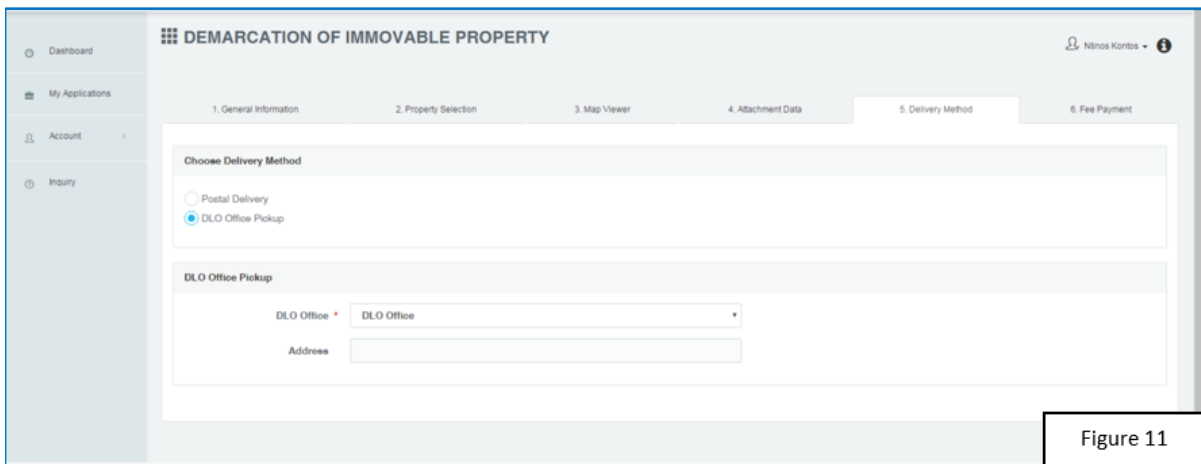 DEMARCATION OF IMMOVABLE PROPERTY
Ntinos Kontos
Dashboard
My Applications
Account
Inquiry
1. General Information
2. Property Selection
3. Map Viewer
4. Attachment Data
5. Delivery Method
6. Fee Payment
Choose Delivery Method
Postal Delivery
DLO Office Pickup
DLO Office Pickup
DLO Office * DLO Office
Address
Figure 11